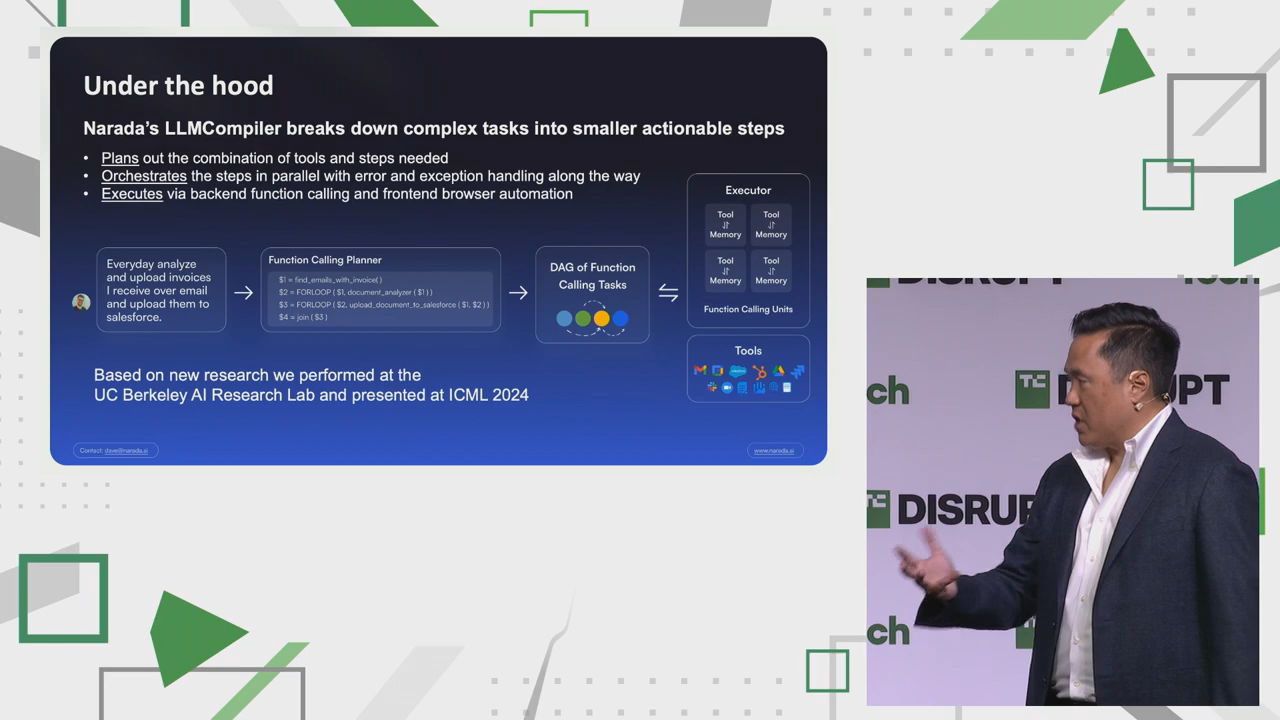 Under the hood
Narada's LLMCompiler breaks down complex tasks into smaller actionable steps
• Plans out the combination of tools and steps needed
• Orchestrates the steps in parallel with error and exception handling along the way
• Executes via backend function calling and frontend browser automation
Everyday analyze
and upload invoices
I receive over email
and upload them to
salesforce.
Function Calling Planner
$1 = find_emails_with_invoice( )
$2 = FORLOOP ( $1, document_analyzer ( $1 ) )
$3 = FORLOOP ( $2, upload_document_to_salesforce ( $1, $2 ) )
$4 = join ( $3 )
DAG of Function
Calling Tasks
Executor
Tool
Memory
Tool
Memory
Tool
Memory
Tool
Memory
Function Calling Units
Tools
Based on new research we performed at the
UC Berkeley AI Research Lab and presented at ICML 2024
Contact: dave@narada.ai
www.narada.ai
DISRUPT
Tech
ch
TC DISRUPT
TC DISRUPT
ch